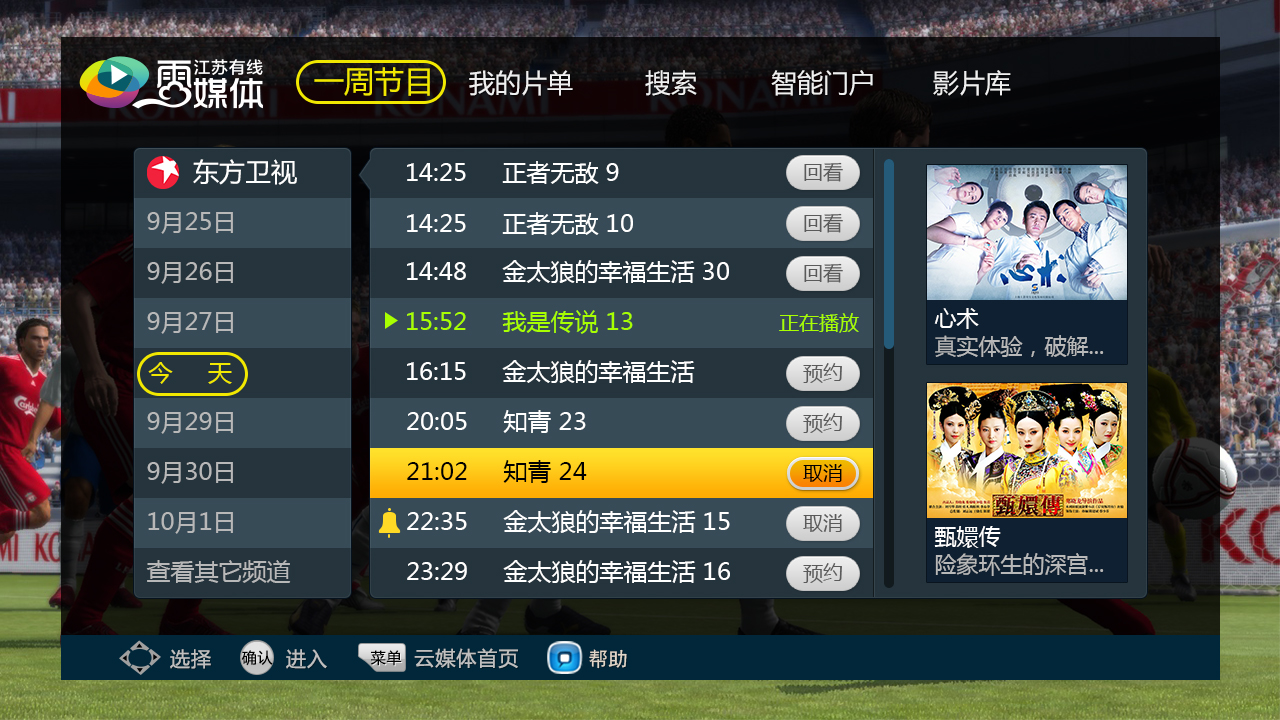 江苏有线
云媒体
一周节目 我的片单 搜索 智能门户 影片库
KONAMI
KONAMI
KONAMI
东方卫视
9月25日
9月26日
9月27日
今 天
9月29日
9月30日
10月1日
查看其它频道
14:25 正者无敌 9 回看
14:25 正者无敌 10 回看
14:48 金太狼的幸福生活 30 回看
15:52 我是传说 13 正在播放
16:15 金太狼的幸福生活 预约
20:05 知青 23 预约
21:02 知青 24 取消
22:35 金太狼的幸福生活 15 取消
23:29 金太狼的幸福生活 16 预约
心术
心术
真实体验，破解...
甄嬛傳
甄嬛传
险象环生的深宫...
Carlsberg
选择 确认 进入 菜单 云媒体首页 帮助